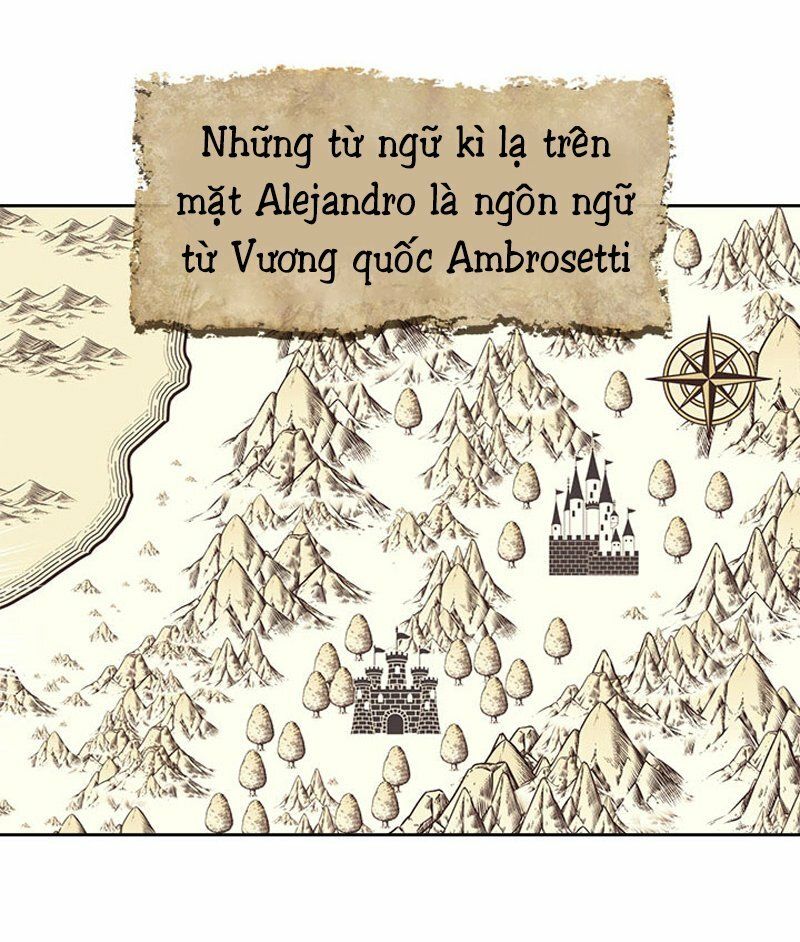 Những từ ngữ kì lạ trên
mặt Alejandro là ngôn ngữ
từ Vương quốc Ambrosetti